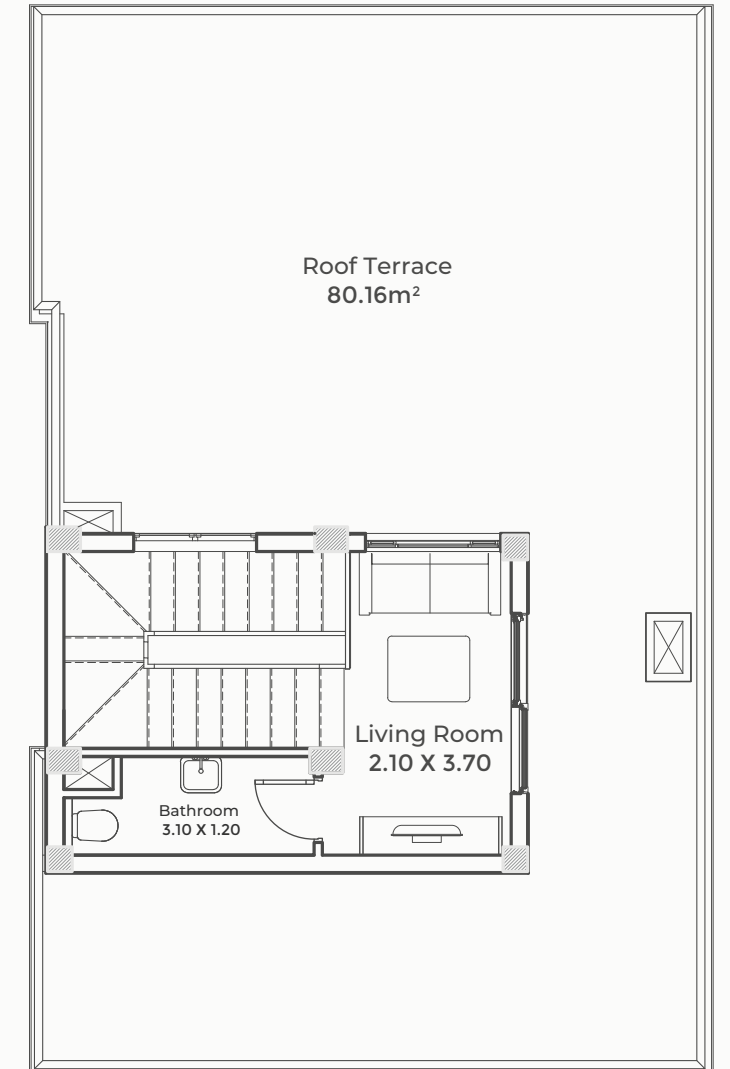 Roof Terrace
80.16m²
Living Room
2.10 X 3.70
Bathroom
3.10 X 1.20